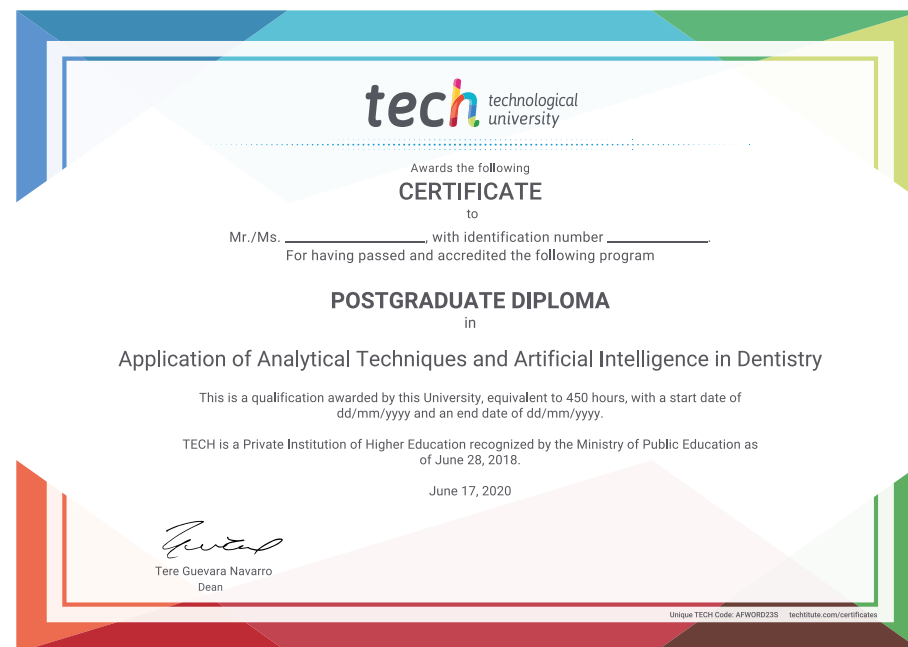 tech technological
university
Awards the following
CERTIFICATE
to
Mr./Ms. ____________________, with identification number ______________.
For having passed and accredited the following program
POSTGRADUATE DIPLOMA
in
Application of Analytical Techniques and Artificial Intelligence in Dentistry
This is a qualification awarded by this University, equivalent to 450 hours, with a start date of
dd/mm/yyyy and an end date of dd/mm/yyyy.
TECH is a Private Institution of Higher Education recognized by the Ministry of Public Education as
of June 28, 2018.
June 17, 2020
Tere Guevara Navarro
Dean
Unique TECH Code: AFWORD23S techtitute.com/certificates